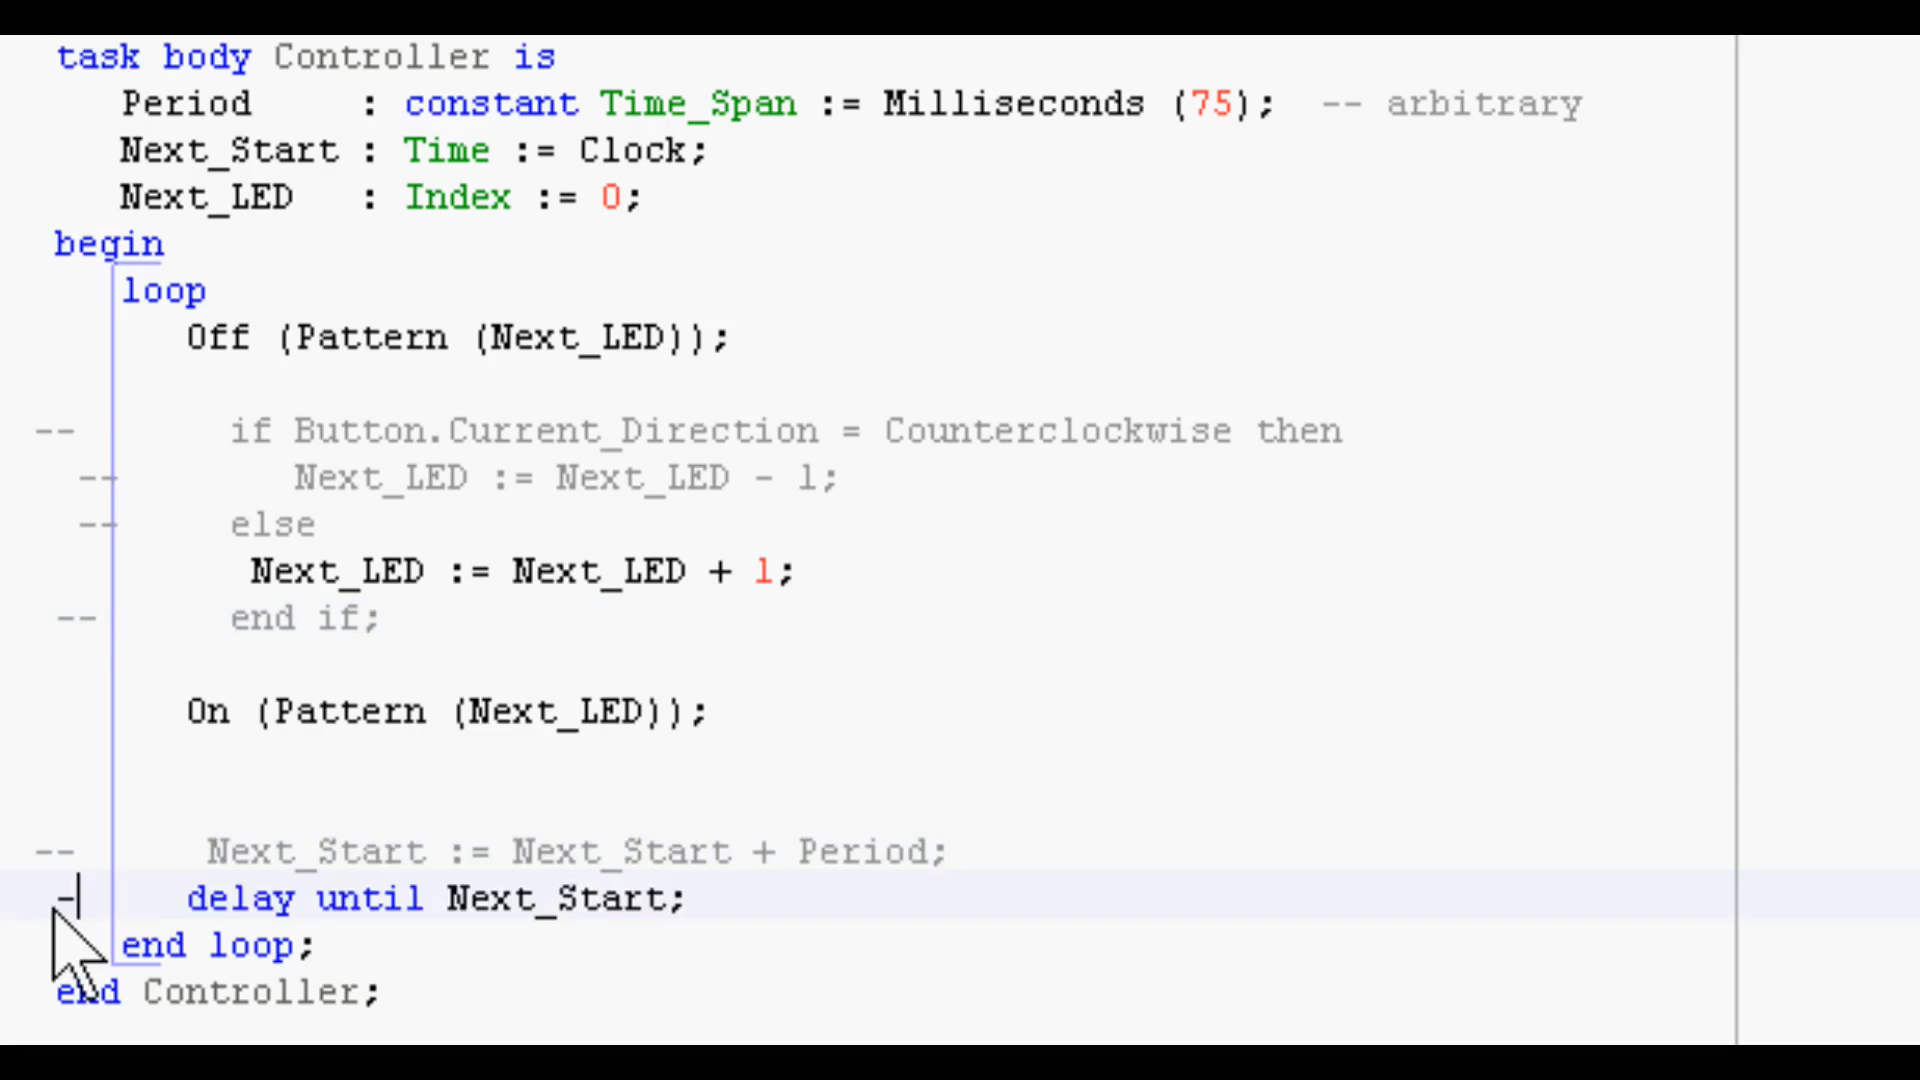 task body Controller is
Period : constant Time_Span := Milliseconds (75); -- arbitrary
Next_Start : Time := Clock;
Next_LED : Index := 0;
begin
loop
Off (Pattern (Next_LED));
-- if Button.Current_Direction = Counterclockwise then
-- Next_LED := Next_LED - 1;
-- else
Next_LED := Next_LED + 1;
-- end if;
On (Pattern (Next_LED));
-- Next_Start := Next_Start + Period;
- delay until Next_Start;
end loop;
end Controller;